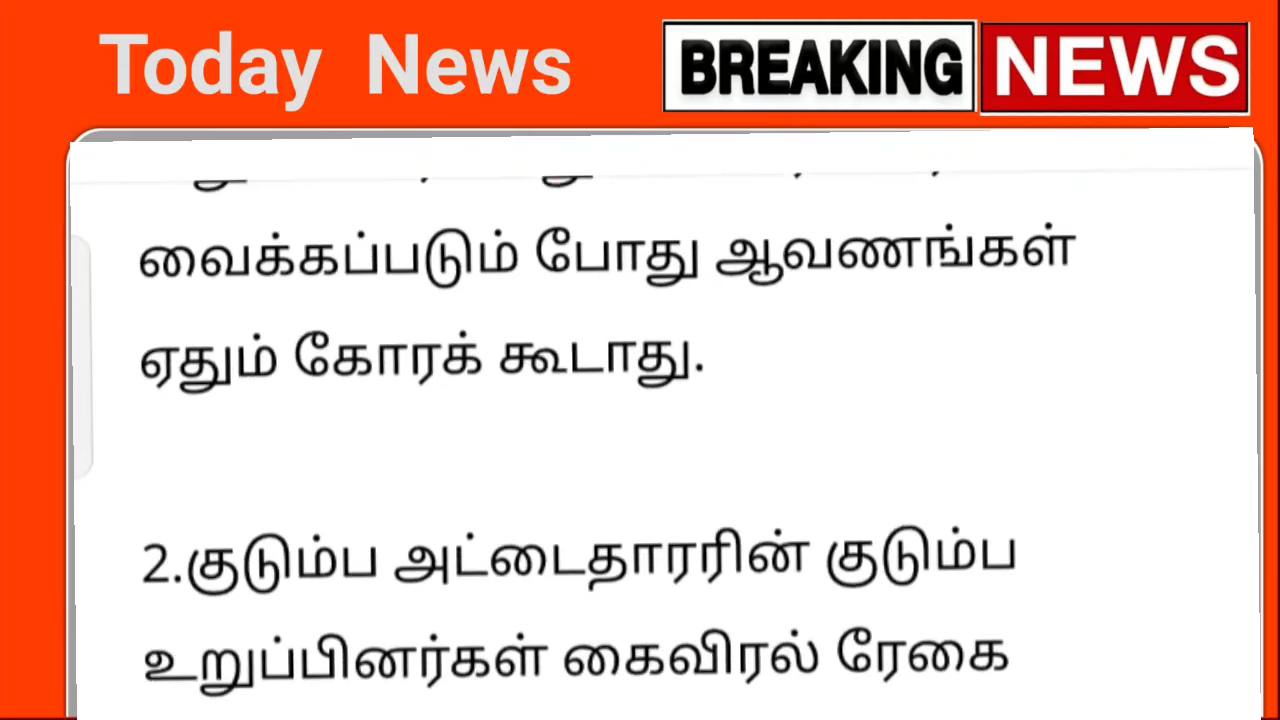 Today News
BREAKING NEWS
வைக்கப்படும் போது ஆவணங்கள்
ஏதும் கோரக் கூடாது.
2.குடும்ப அட்டைதாரரின் குடும்ப
உறுப்பினர்கள் கைவிரல் ரேகை